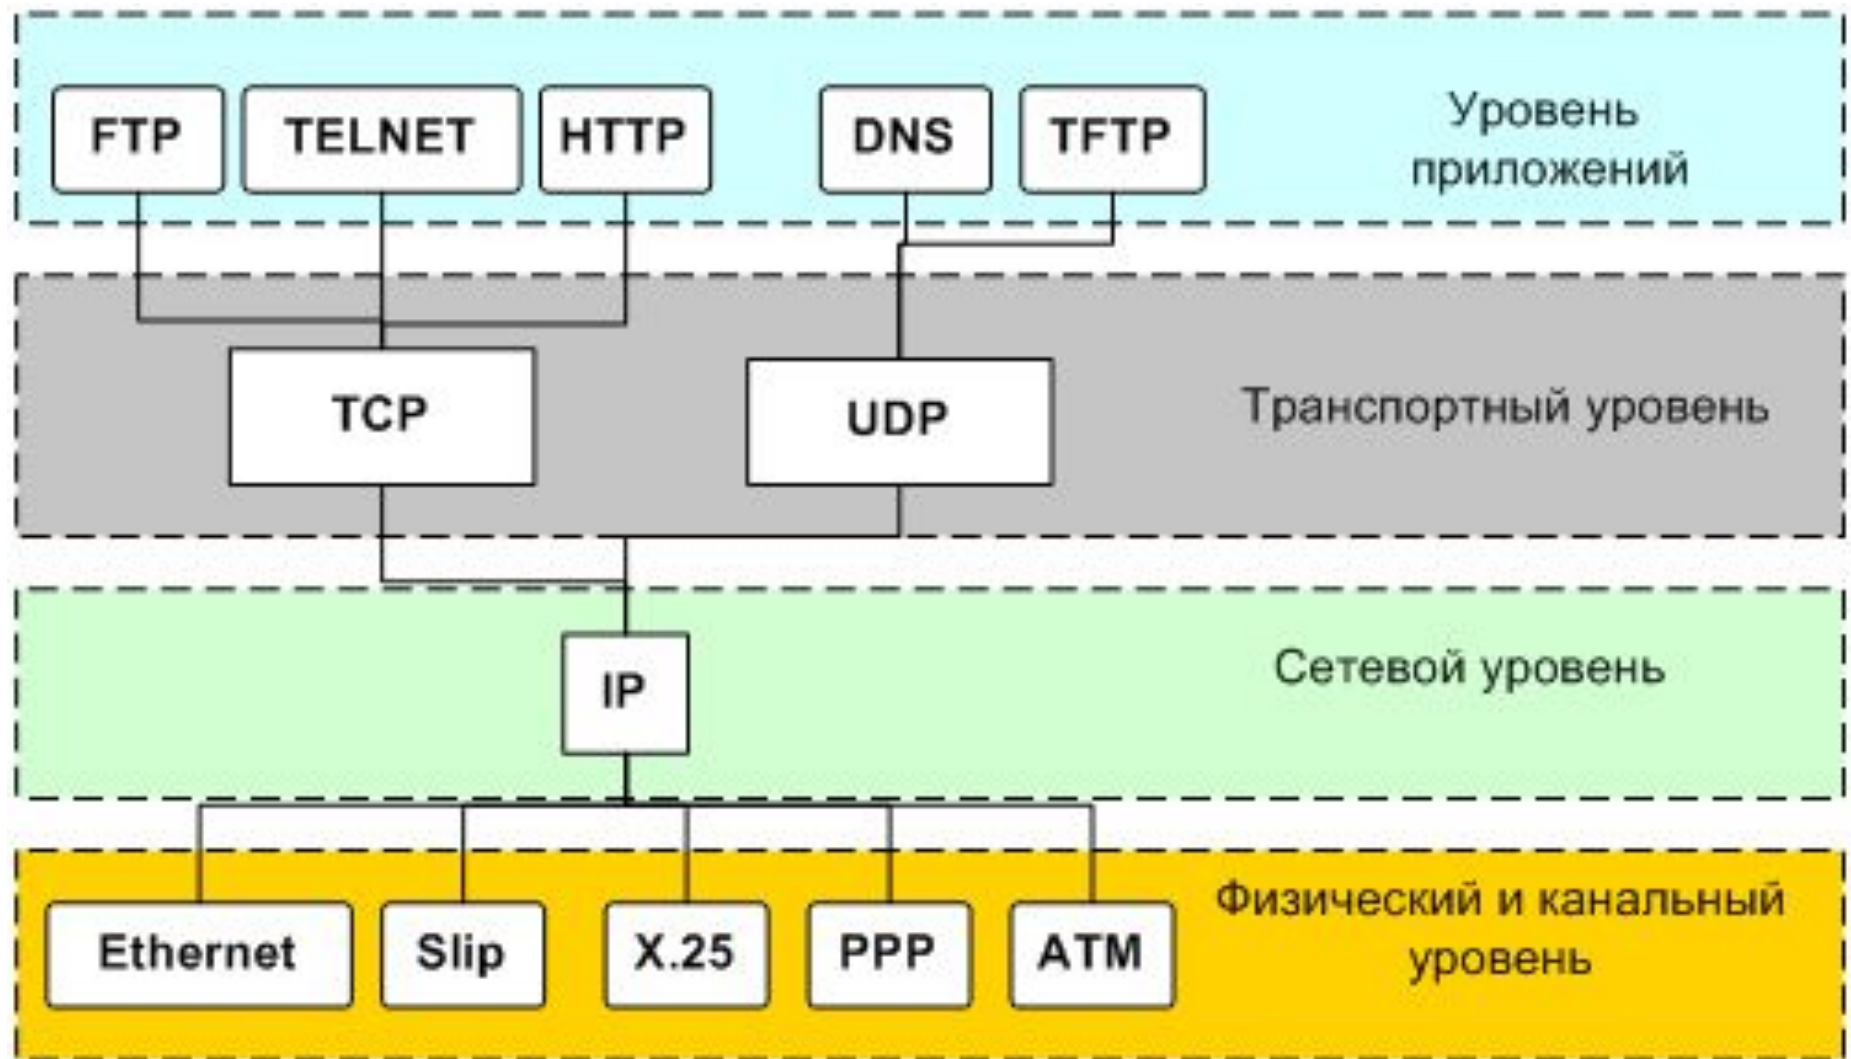 FTP TELNET HTTP DNS TFTP
Уровень
приложений
TCP UDP
Транспортный уровень
IP
Сетевой уровень
Ethernet Slip X.25 PPP ATM
Физический и канальный
уровень